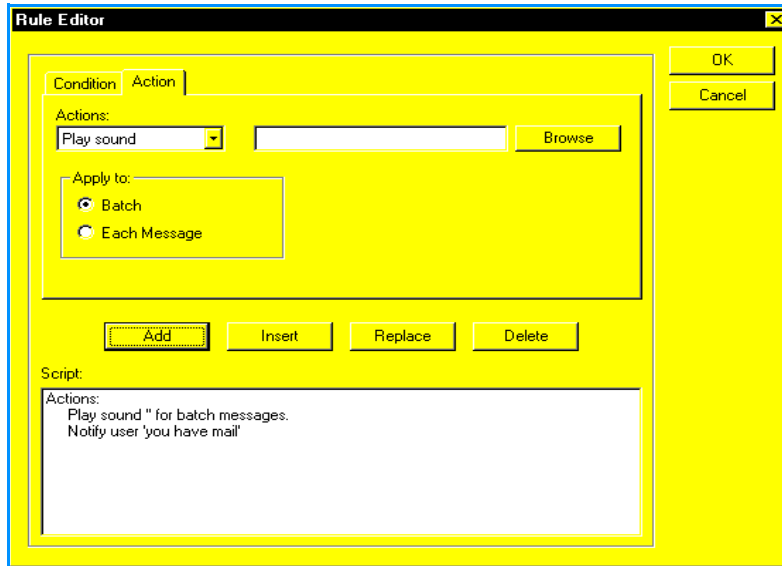 Rule Editor
OK
Cancel
Condition Action
Actions:
Play sound
Browse
Apply to:
Batch
Each Message
Add Insert Replace Delete
Script:
Actions:
Play sound '' for batch messages.
Notify user 'you have mail'